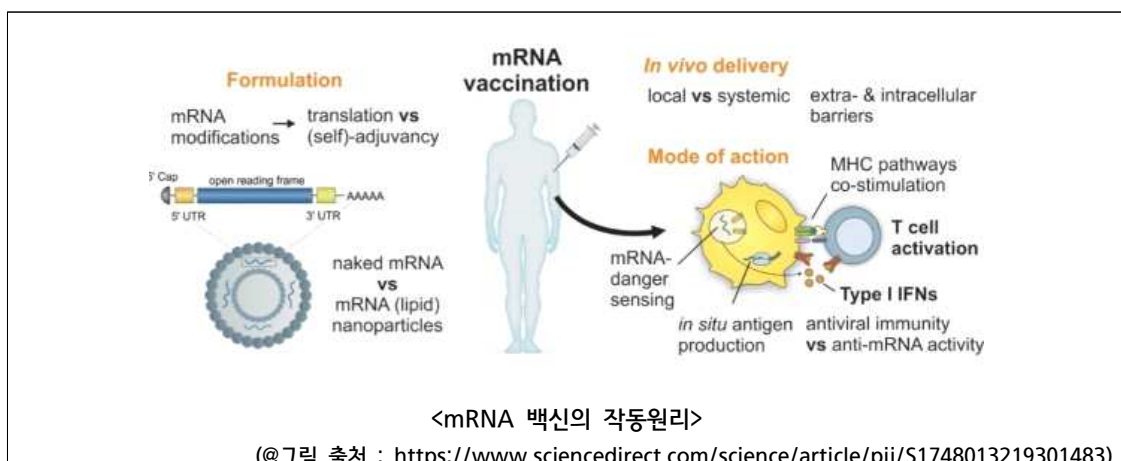 mRNA
vaccination
Formulation
mRNA
modifications
translation vs
(self)-adjuvancy
5' Cap
open reading frame
AAAAA
5' UTR
3' UTR
naked mRNA
vs
mRNA (lipid)
nanoparticles
In vivo delivery
local vs systemic
extra- & intracellular
barriers
Mode of action
MHC pathways
co-stimulation
T cell
activation
mRNA-
danger
sensing
Type I IFNs
in situ antigen
production
antiviral immunity
vs anti-mRNA activity
<mRNA 백신의 작동원리>
(@그림 출처 : https://www.sciencedirect.com/science/article/pii/S1748013219301483)